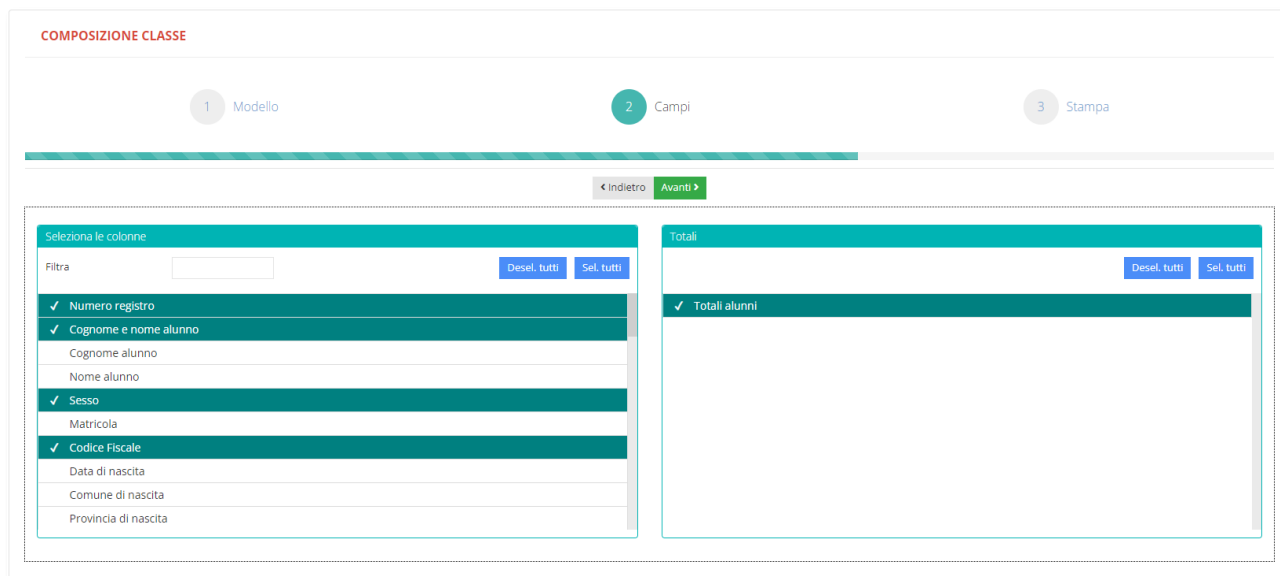 COMPOSIZIONE CLASSE
1 Modello
2 Campi
3 Stampa
Indietro Avanti
Seleziona le colonne
Filtra Desel. tutti Sel. tutti
Numero registro
Cognome e nome alunno
Cognome alunno
Nome alunno
Sesso
Matricola
Codice Fiscale
Data di nascita
Comune di nascita
Provincia di nascita
Totali
Desel. tutti Sel. tutti
Totali alunni